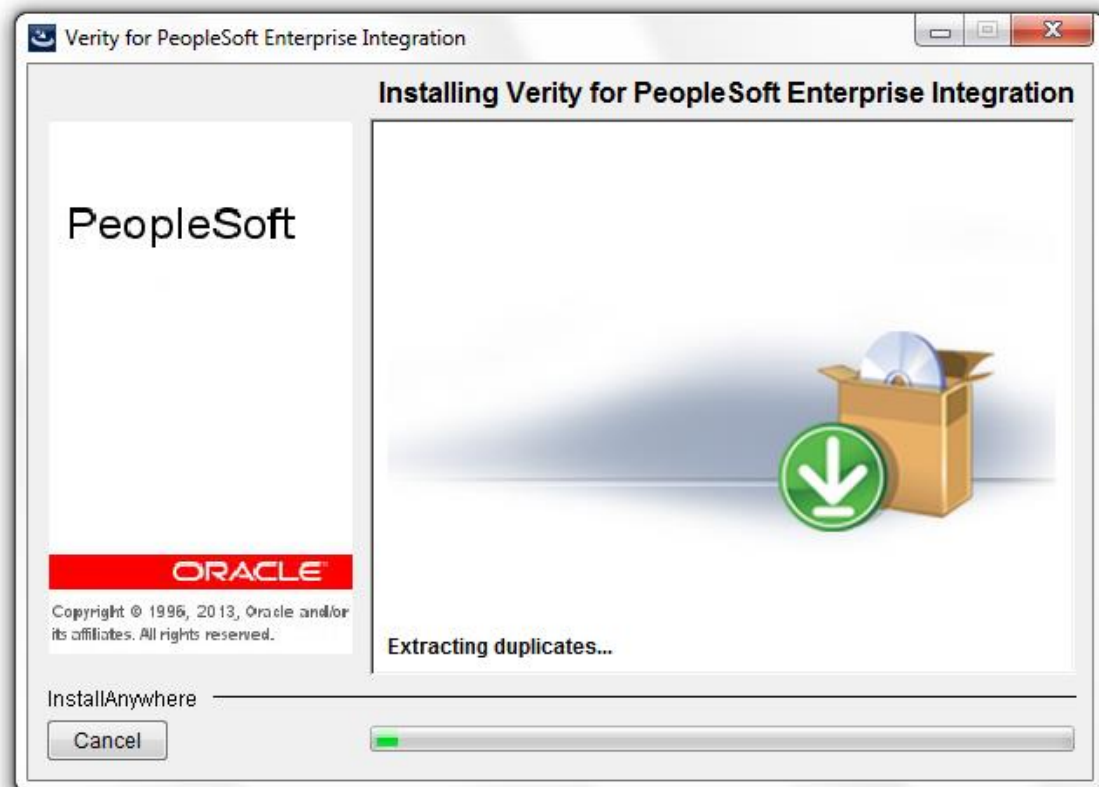 Verity for PeopleSoft Enterprise Integration
Installing Verity for PeopleSoft Enterprise Integration
PeopleSoft
ORACLE
Copyright © 1996, 2013, Oracle and/or
its affiliates. All rights reserved.
Extracting duplicates...
InstallAnywhere
Cancel